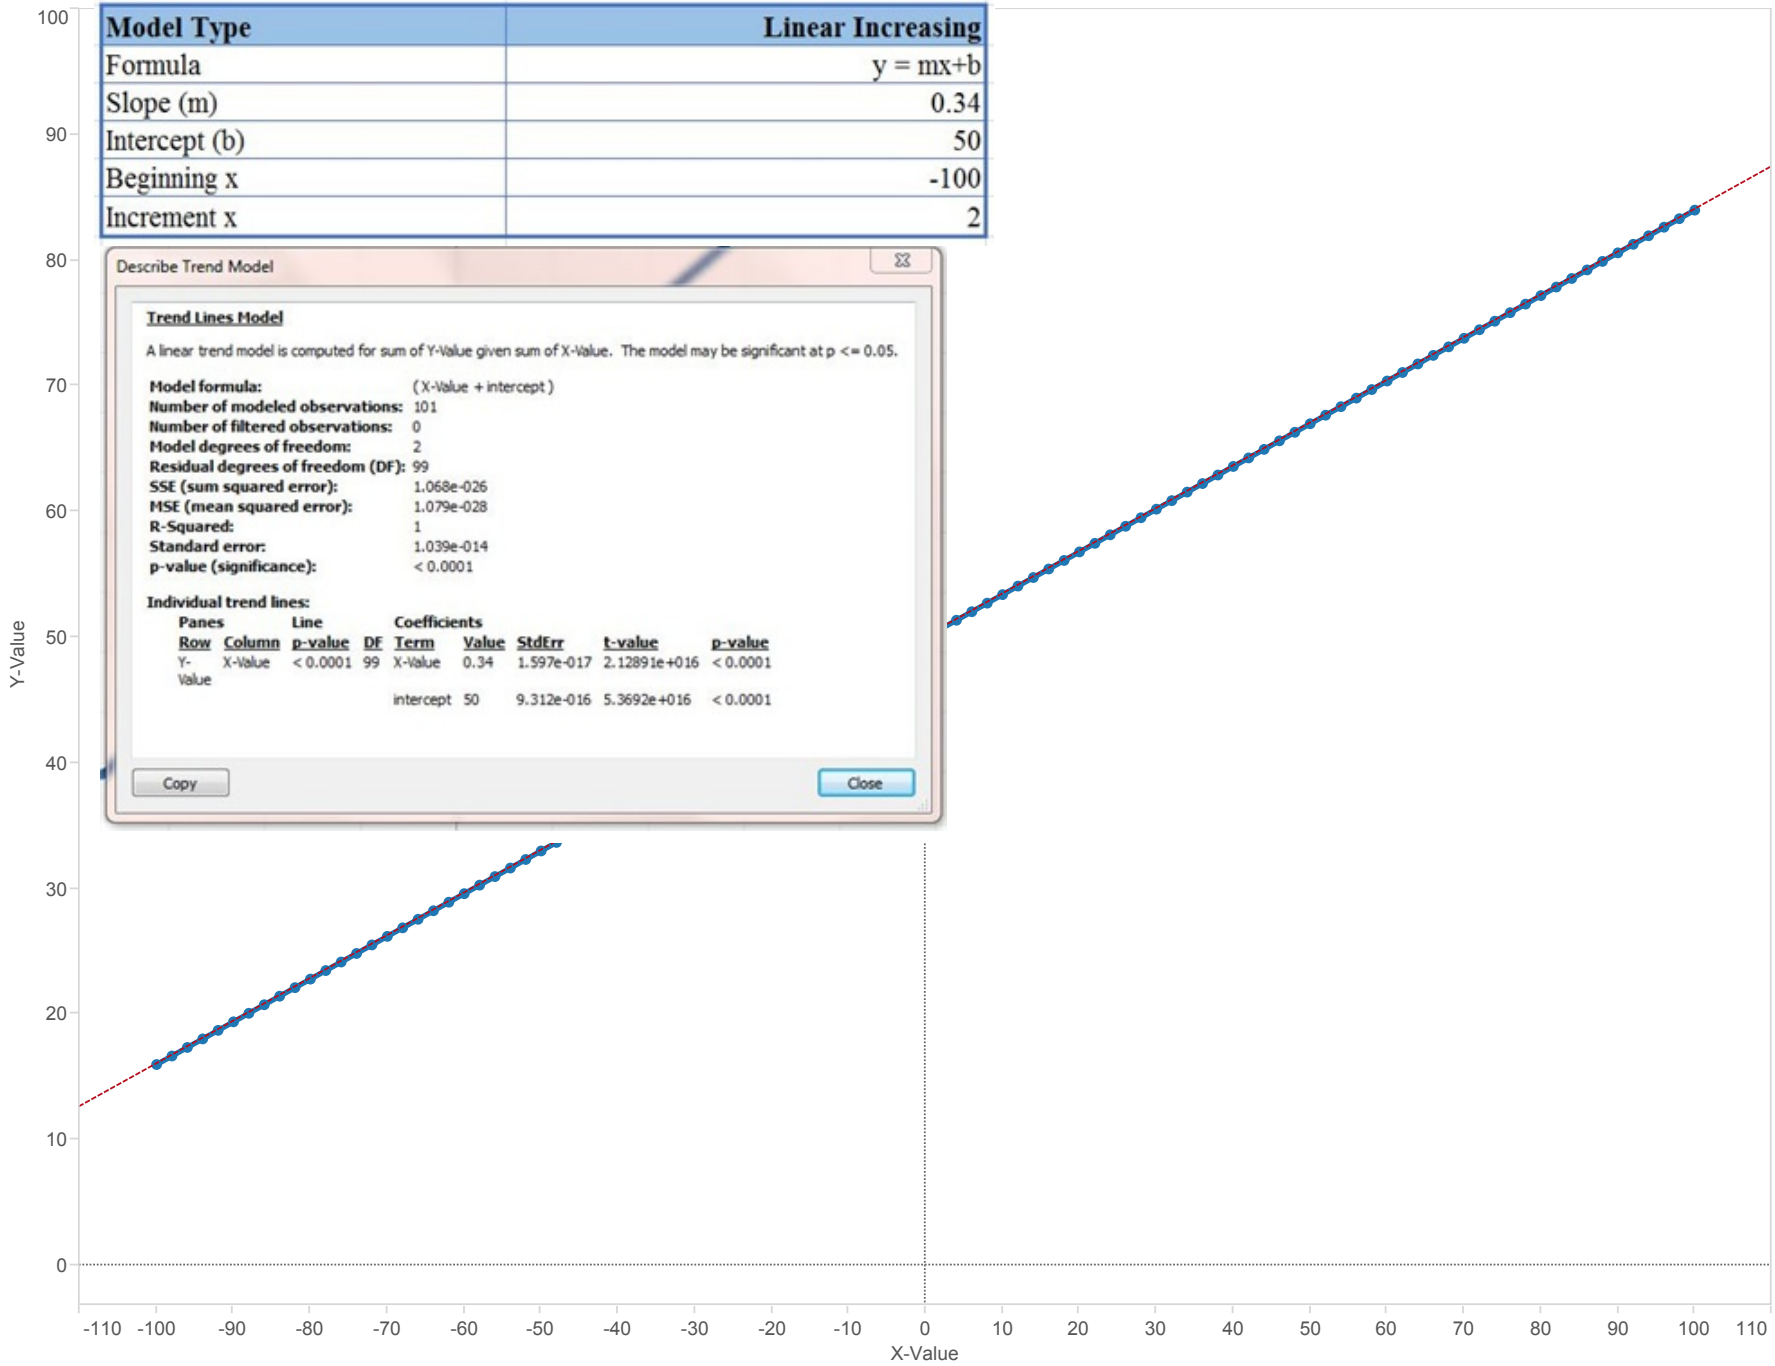 Model Type Linear Increasing
Formula y = mx+b
Slope (m) 0.34
Intercept (b) 50
Beginning x -100
Increment x 2
Describe Trend Model
Trend Lines Model
A linear trend model is computed for sum of Y-Value given sum of X-Value. The model may be significant at p <= 0.05.
Model formula: ( X-Value + intercept )
Number of modeled observations: 101
Number of filtered observations: 0
Model degrees of freedom: 2
Residual degrees of freedom (DF): 99
SSE (sum squared error): 1.068e-026
MSE (mean squared error): 1.079e-028
R-Squared: 1
Standard error: 1.039e-014
p-value (significance): < 0.0001
Individual trend lines:
Panes Line Coefficients
Row Column p-value DF Term Value StdErr t-value p-value
Y- X-Value < 0.0001 99 X-Value 0.34 1.597e-017 2.12891e+016 < 0.0001
Value
intercept 50 9.312e-016 5.3692e+016 < 0.0001
Copy Close
100
90
80
70
60
50
40
30
20
10
0
Y-Value
-110 -100 -90 -80 -70 -60 -50 -40 -30 -20 -10 0 10 20 30 40 50 60 70 80 90 100 110
X-Value